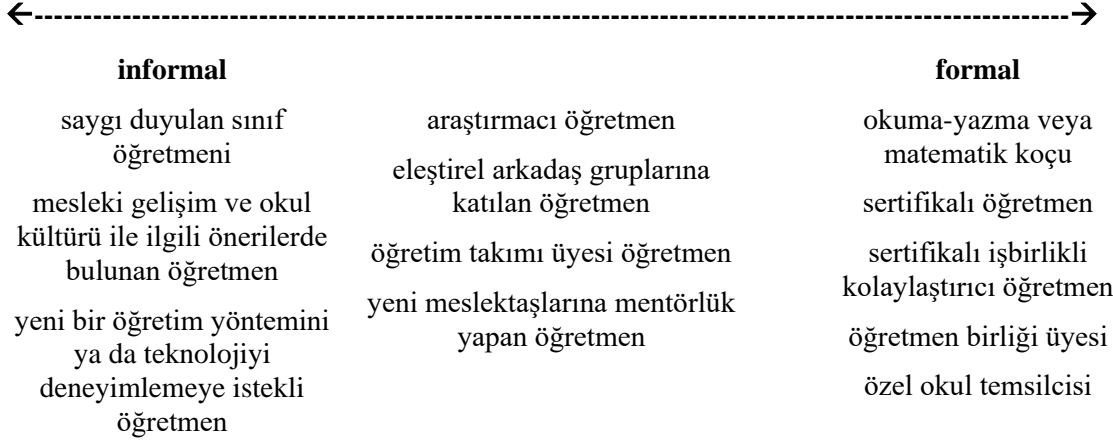 informal
saygı duyulan sınıf
öğretmeni
mesleki gelişim ve okul
kültürü ile ilgili önerilerde
bulunan öğretmen
yeni bir öğretim yöntemini
ya da teknolojiyi
deneyimlemeye istekli
öğretmen
araştırmacı öğretmen
eleştirel arkadaş gruplarına
katılan öğretmen
öğretim takımı üyesi öğretmen
yeni meslektaşlarına mentörlük
yapan öğretmen
formal
okuma-yazma veya
matematik koçu
sertifikalı öğretmen
sertifikalı işbirlikli
kolaylaştırıcı öğretmen
öğretmen birliği üyesi
özel okul temsilcisi